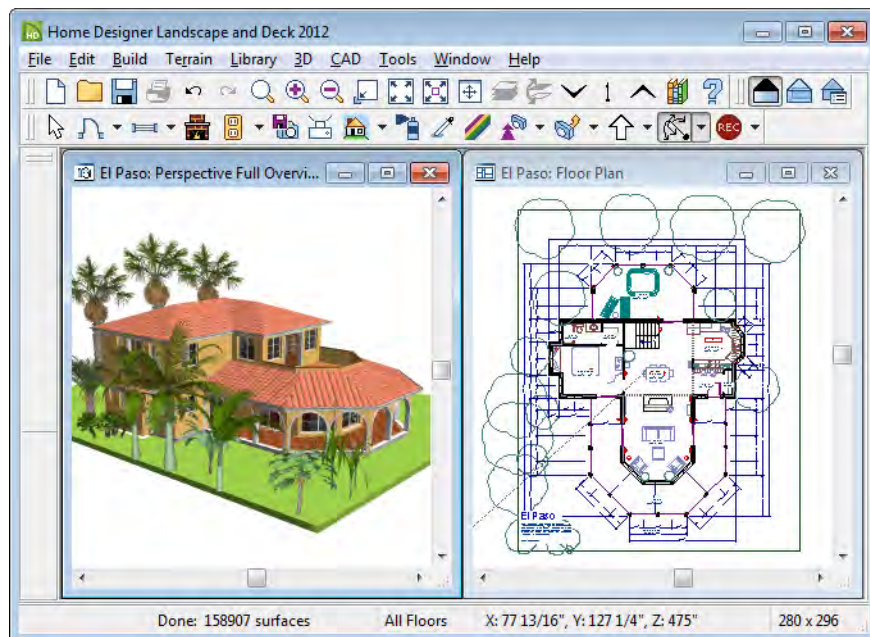 Home Designer Landscape and Deck 2012
File Edit Build Terrain Library 3D CAD Tools Window Help
1
REC
El Paso: Perspective Full Overvi...
El Paso: Floor Plan
El Paso
Done: 158907 surfaces All Floors X: 77 13/16", Y: 127 1/4", Z: 475" 280 x 296